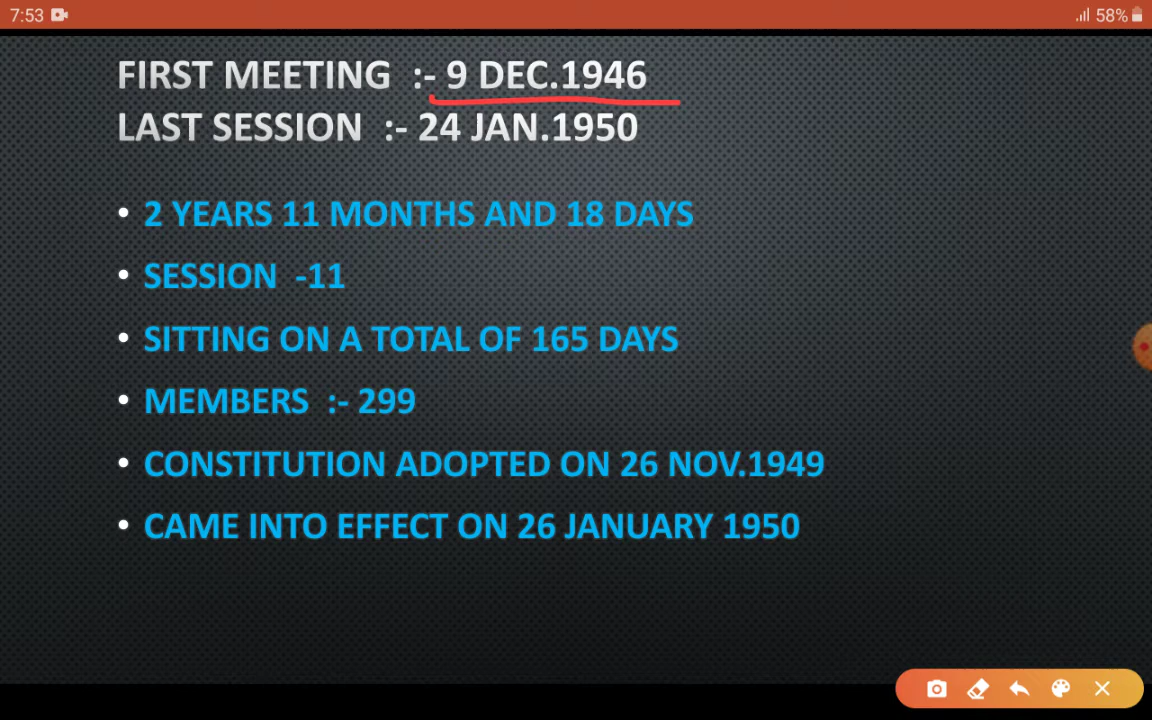 7:53 58%
FIRST MEETING :- 9 DEC.1946
LAST SESSION :- 24 JAN.1950
• 2 YEARS 11 MONTHS AND 18 DAYS
• SESSION -11
• SITTING ON A TOTAL OF 165 DAYS
• MEMBERS :- 299
• CONSTITUTION ADOPTED ON 26 NOV.1949
• CAME INTO EFFECT ON 26 JANUARY 1950